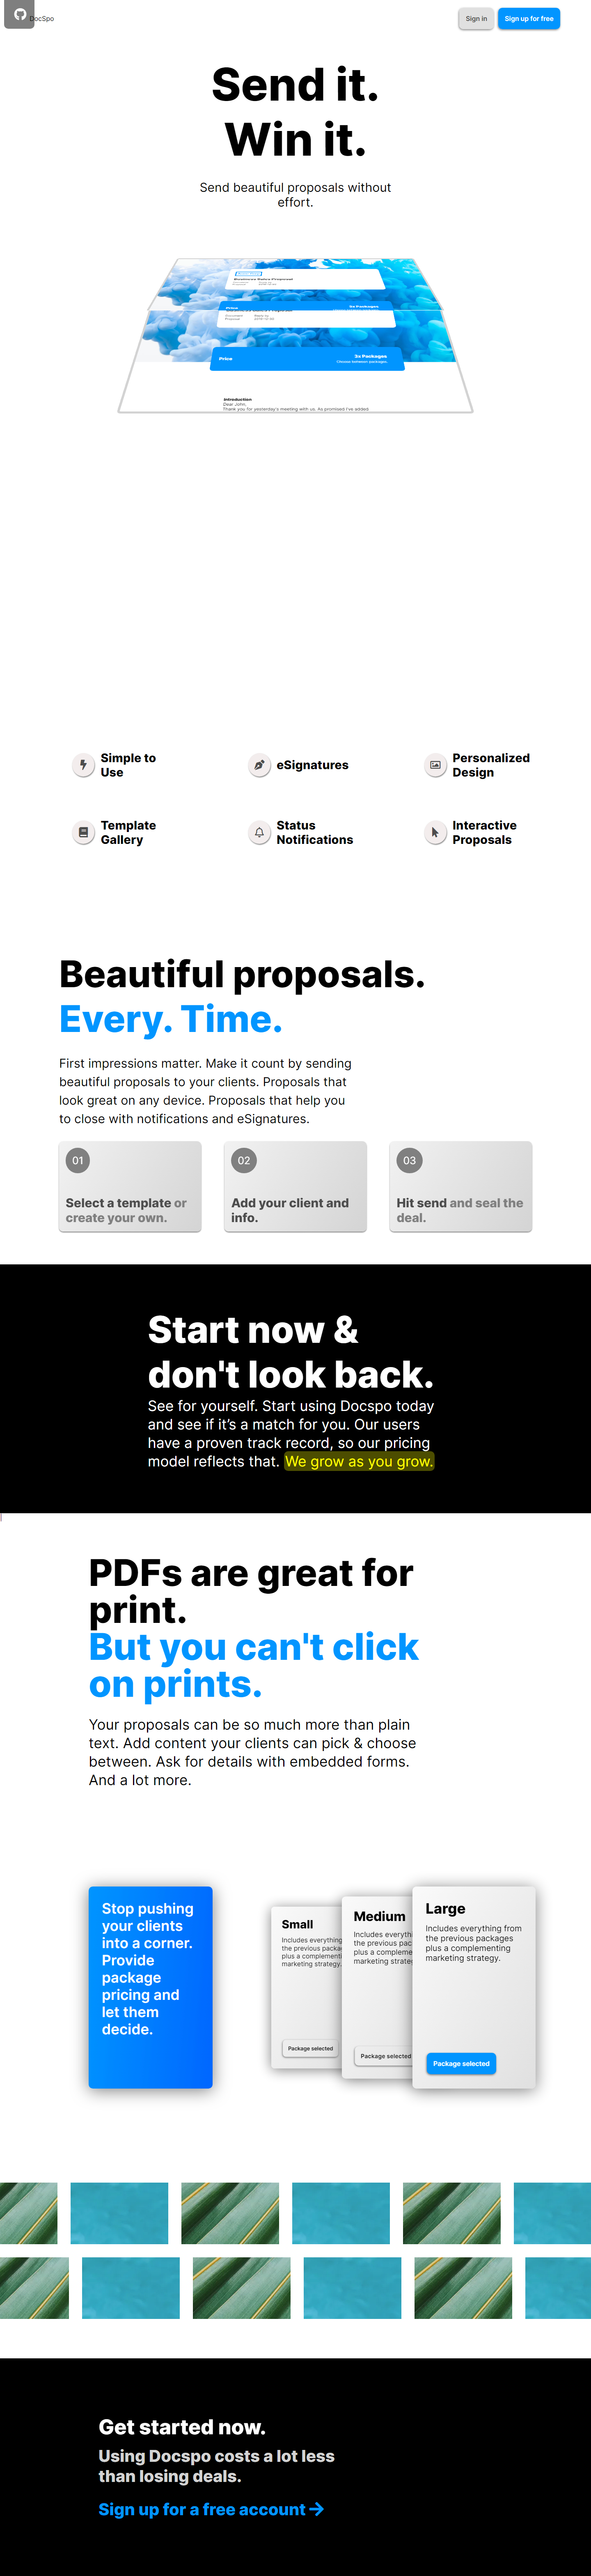 DocSpo
Sign in
Sign up for free
Send it.
Win it.
Send beautiful proposals without
effort.
Business Sales Proposal
Price
2x Packages
Price
3x Packages
Choose between packages.
Introduction
Dear John,
Thank you for yesterday's meeting with us. As promised I've added
Simple to
Use
eSignatures
Personalized
Design
Template
Gallery
Status
Notifications
Interactive
Proposals
Beautiful proposals.
Every. Time.
First impressions matter. Make it count by sending
beautiful proposals to your clients. Proposals that
look great on any device. Proposals that help you
to close with notifications and eSignatures.
01
Select a template or
create your own.
02
Add your client and
info.
03
Hit send and seal the
deal.
Start now &
don't look back.
See for yourself. Start using Docspo today
and see if it's a match for you. Our users
have a proven track record, so our pricing
model reflects that. We grow as you grow.
PDFs are great for
print.
But you can't click
on prints.
Your proposals can be so much more than plain
text. Add content your clients can pick & choose
between. Ask for details with embedded forms.
And a lot more.
Stop pushing
your clients
into a corner.
Provide
package
pricing and
let them
decide.
Small
Includes everything
the previous packa
plus a complementi
marketing strategy.
Package selected
Medium
Includes everythi
the previous pac
plus a compleme
marketing strate
Package selected
Large
Includes everything from
the previous packages
plus a complementing
marketing strategy.
Package selected
Get started now.
Using Docspo costs a lot less
than losing deals.
Sign up for a free account